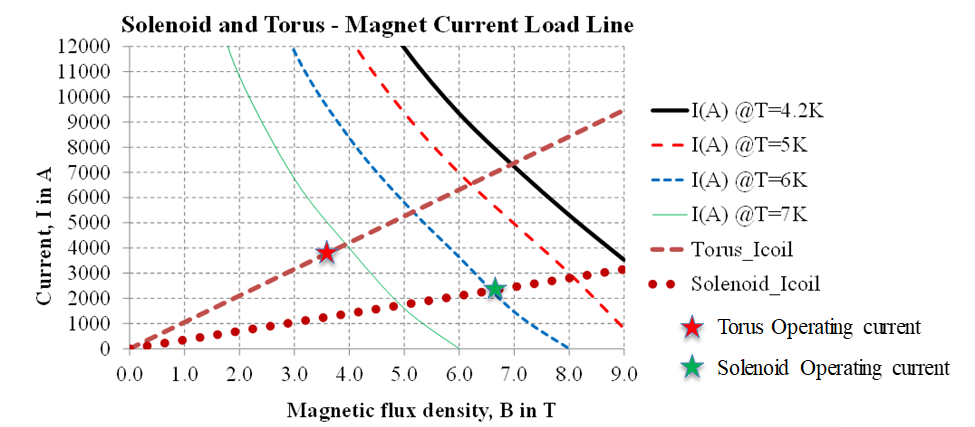 Solenoid and Torus - Magnet Current Load Line
Current, I in A
12000
11000
10000
9000
8000
7000
6000
5000
4000
3000
2000
1000
0
0.0 1.0 2.0 3.0 4.0 5.0 6.0 7.0 8.0 9.0
Magnetic flux density, B in T
I(A) @T=4.2K
I(A) @T=5K
I(A) @T=6K
I(A) @T=7K
Torus_Icoil
Solenoid_Icoil
Torus Operating current
Solenoid Operating current